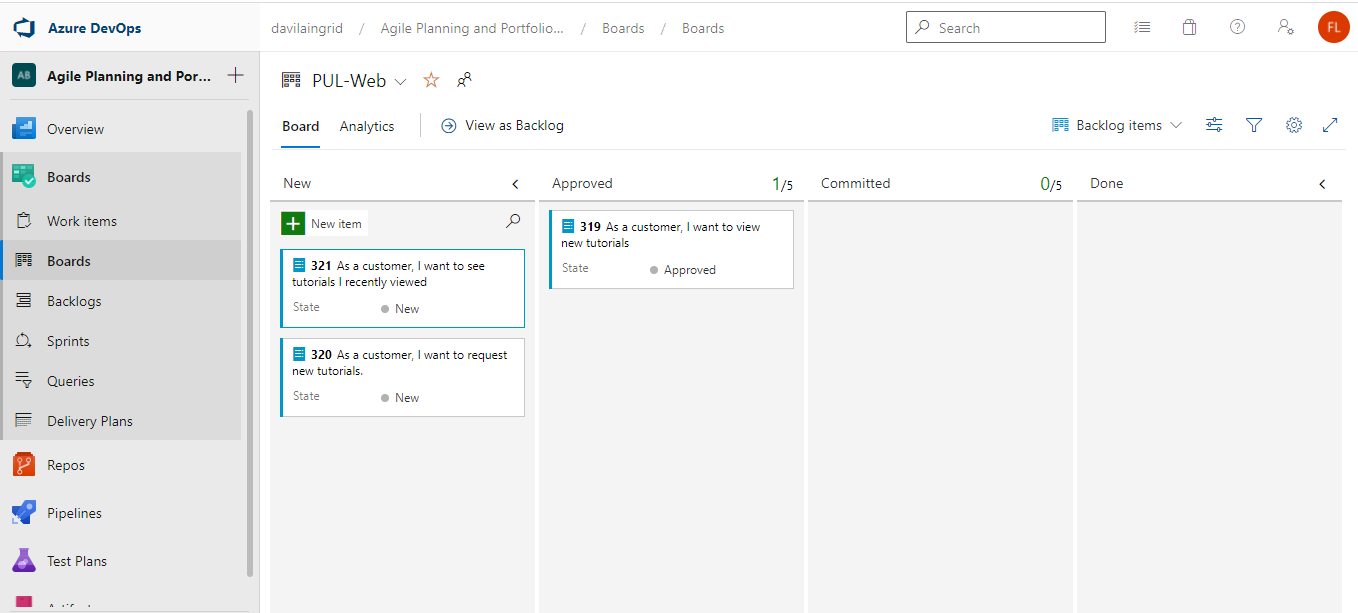 Azure DevOps
davilaingrid / Agile Planning and Portfolio... / Boards / Boards
Search
FL
AB
Agile Planning and Por...
Overview
Boards
Work items
Boards
Backlogs
Sprints
Queries
Delivery Plans
Repos
Pipelines
Test Plans
PUL-Web
Board
Analytics
View as Backlog
Backlog items
New
Approved
1/5
Committed
0/5
Done
New item
321 As a customer, I want to see
tutorials I recently viewed
State
New
320 As a customer, I want to request
new tutorials.
State
New
319 As a customer, I want to view
new tutorials
State
Approved